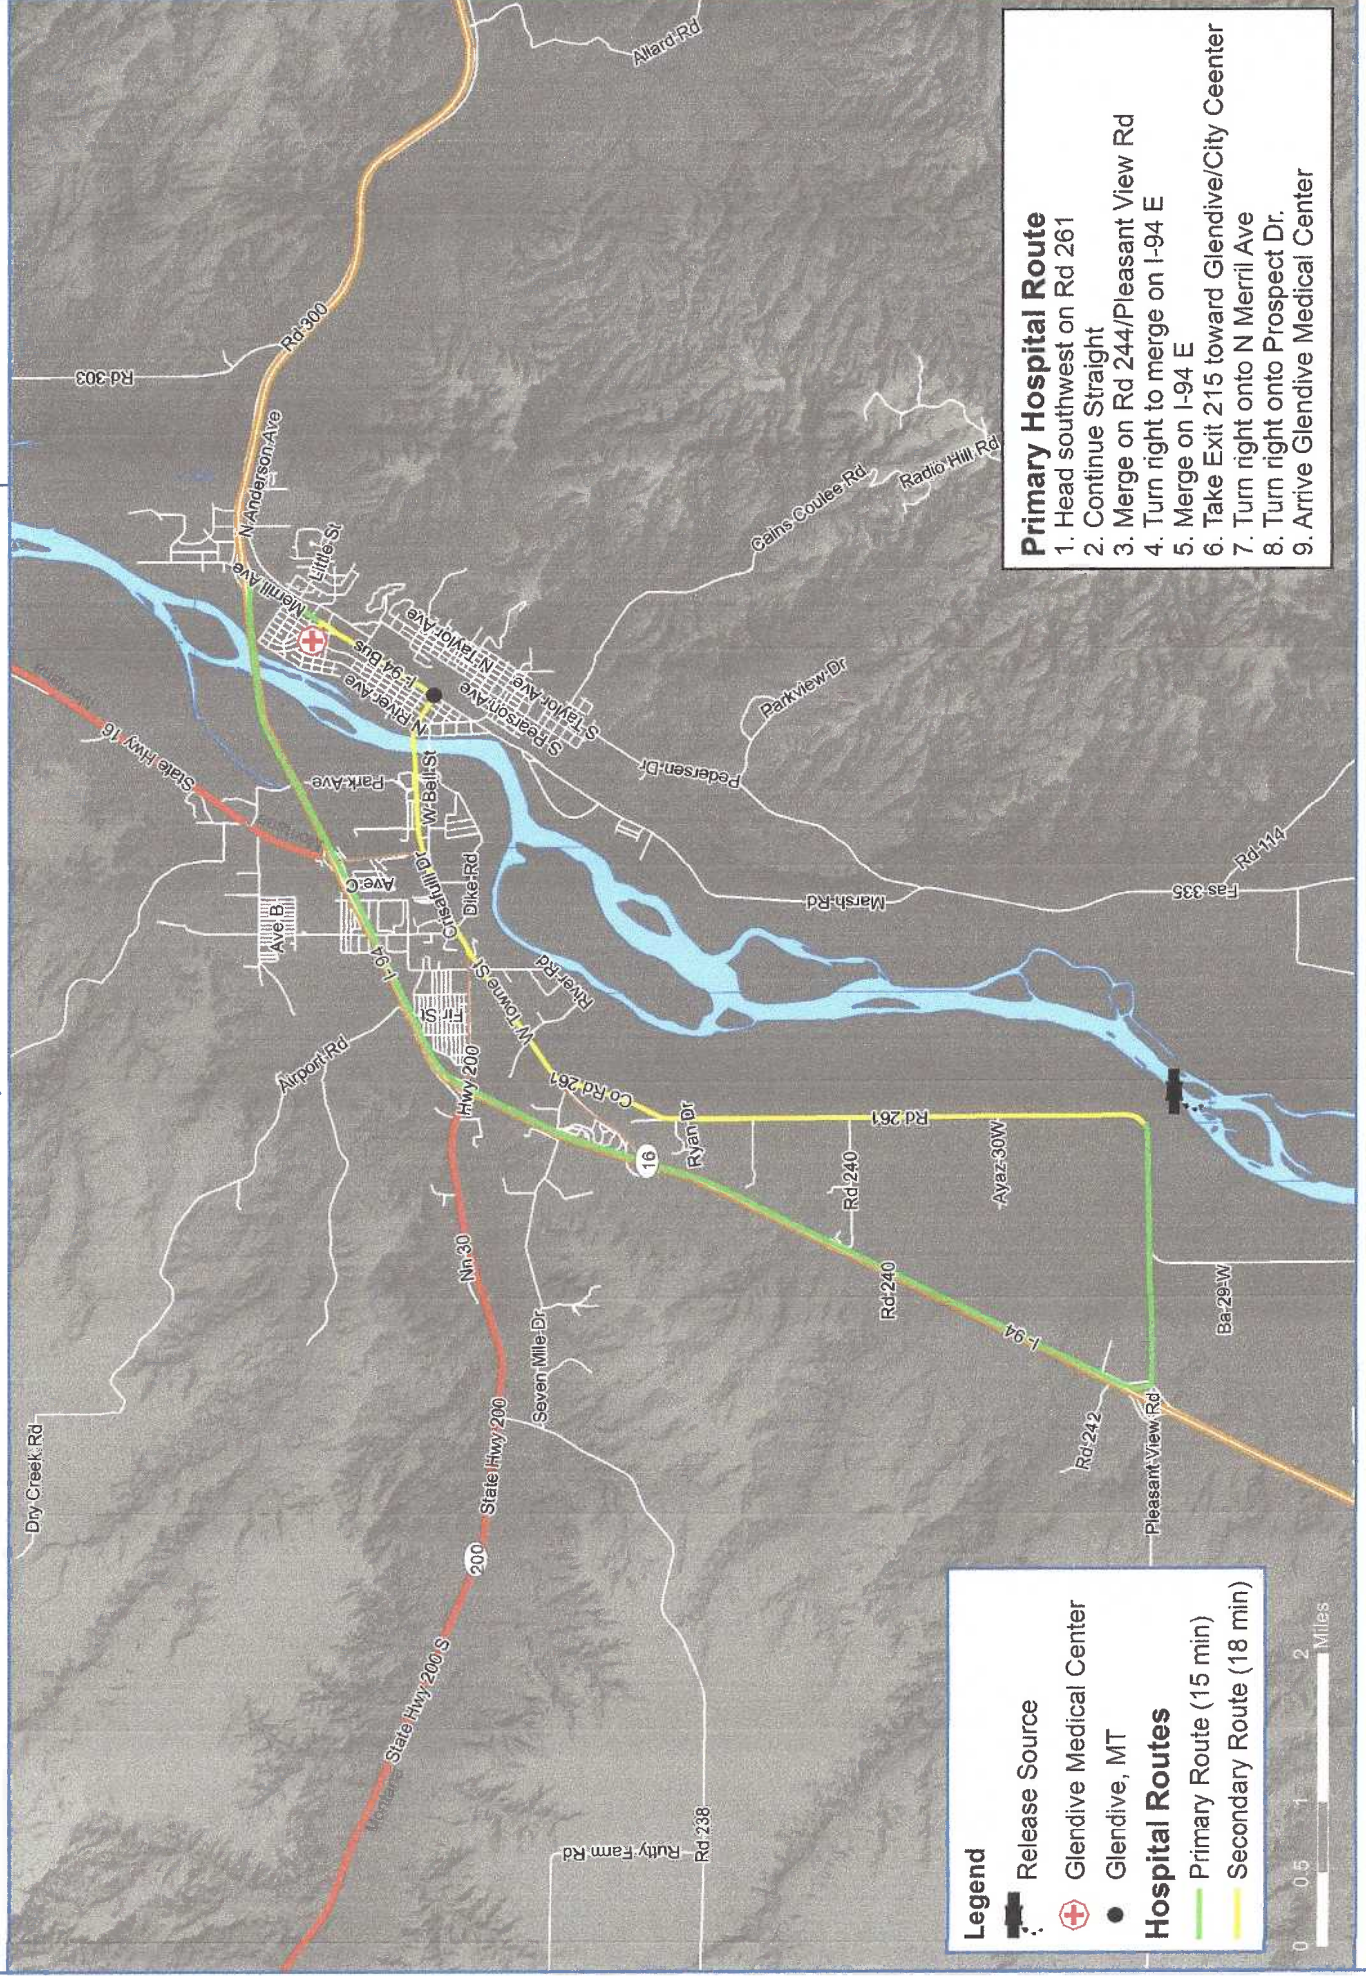 Primary Hospital Route
1. Head southwest on Rd 261
2. Continue Straight
3. Merge on Rd 244/Pleasant View Rd
4. Turn right to merge on I-94 E
5. Merge on I-94 E
6. Take Exit 215 toward Glendive/City Ceenter
7. Turn right onto N Merril Ave
8. Turn right onto Prospect Dr.
9. Arrive Glendive Medical Center
Legend
Release Source
Glendive Medical Center
Glendive, MT
Hospital Routes
Primary Route (15 min)
Secondary Route (18 min)
0 0.5 1 2
Miles
Dry Creek Rd
State Hwy 16
Rd 303
Rd 300
Allard Rd
N Anderson Ave
Merrill Ave
Little St
I-94 Bus
N River Ave
N Taylor Ave
S Pearson Ave
S Taylor Ave
Park Ave
W Bell St
Crisafulli Dr
Dike Rd
Ave C
Ave B
I-94
Fir St
Airport Rd
Hwy 200
W Towne St
River Rd
Co Rd 261
16
Ryan Dr
Rd 261
Rd 240
Ayaz 30W
Rd 240
I-94
Rd 242
Pleasant View Rd
Ba-29-W
Nn 30
Seven Mile Dr
State Hwy 200
200
State Hwy 200 S
Rutty Farm Rd
Rd 238
Cains Coulee Rd
Radio Hill Rd
Parkview Dr
Pedersen Dr
Marsh Rd
Fas 335
Rd 114